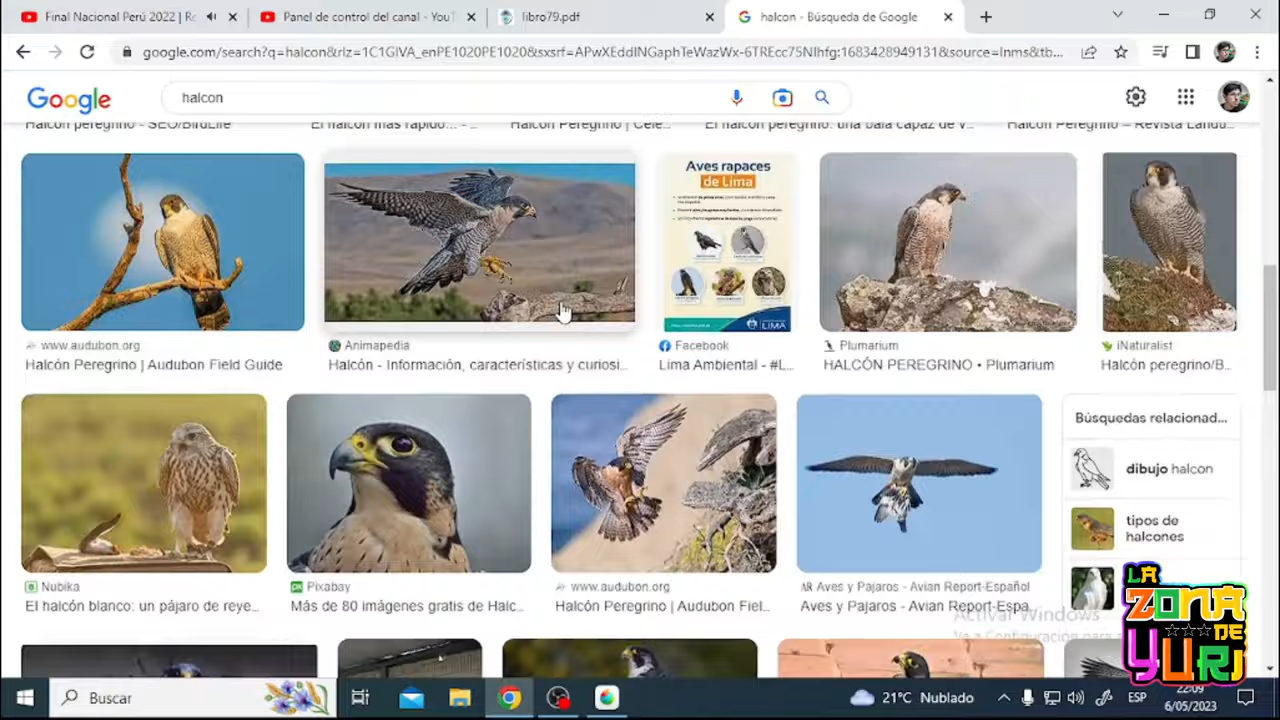 Final Nacional Perú 2022 | R
Panel de control del canal - YouT
libro79.pdf
halcon - Búsqueda de Google
google.com/search?q=halcon&rlz=1C1GIVA_enPE1020PE1020&sxsrf=APwXEddINGaphTeWazWx-6TREcc75NIhfg:1683428949131&source=lnms&tb...
Google
halcon
Halcón peregrino - SEO/BirdLife
El halcón más rápido... - ...
Halcón Peregrino | Cele...
El halcón peregrino: una bala capaz de v...
Halcón Peregrino – Revista Landu...
Aves rapaces
de Lima
LIMA
www.audubon.org
Halcón Peregrino | Audubon Field Guide
Animapedia
Halcón - Información, características y curiosi...
Facebook
Lima Ambiental - #L...
Plumarium
HALCÓN PEREGRINO • Plumarium
iNaturalist
Halcón peregrino/B...
Búsquedas relacionad...
dibujo halcon
tipos de
halcones
Nubika
El halcón blanco: un pájaro de reye...
Pixabay
Más de 80 imágenes gratis de Halc...
www.audubon.org
Halcón Peregrino | Audubon Fiel...
Aves y Pajaros - Avian Report-Español
Aves y Pajaros - Avian Report-Espa...
Activar Windows
Ve a Configuración para
LA
ZONA
DE
YURI
Buscar
21°C Nublado
ESP
22:09
6/05/2023